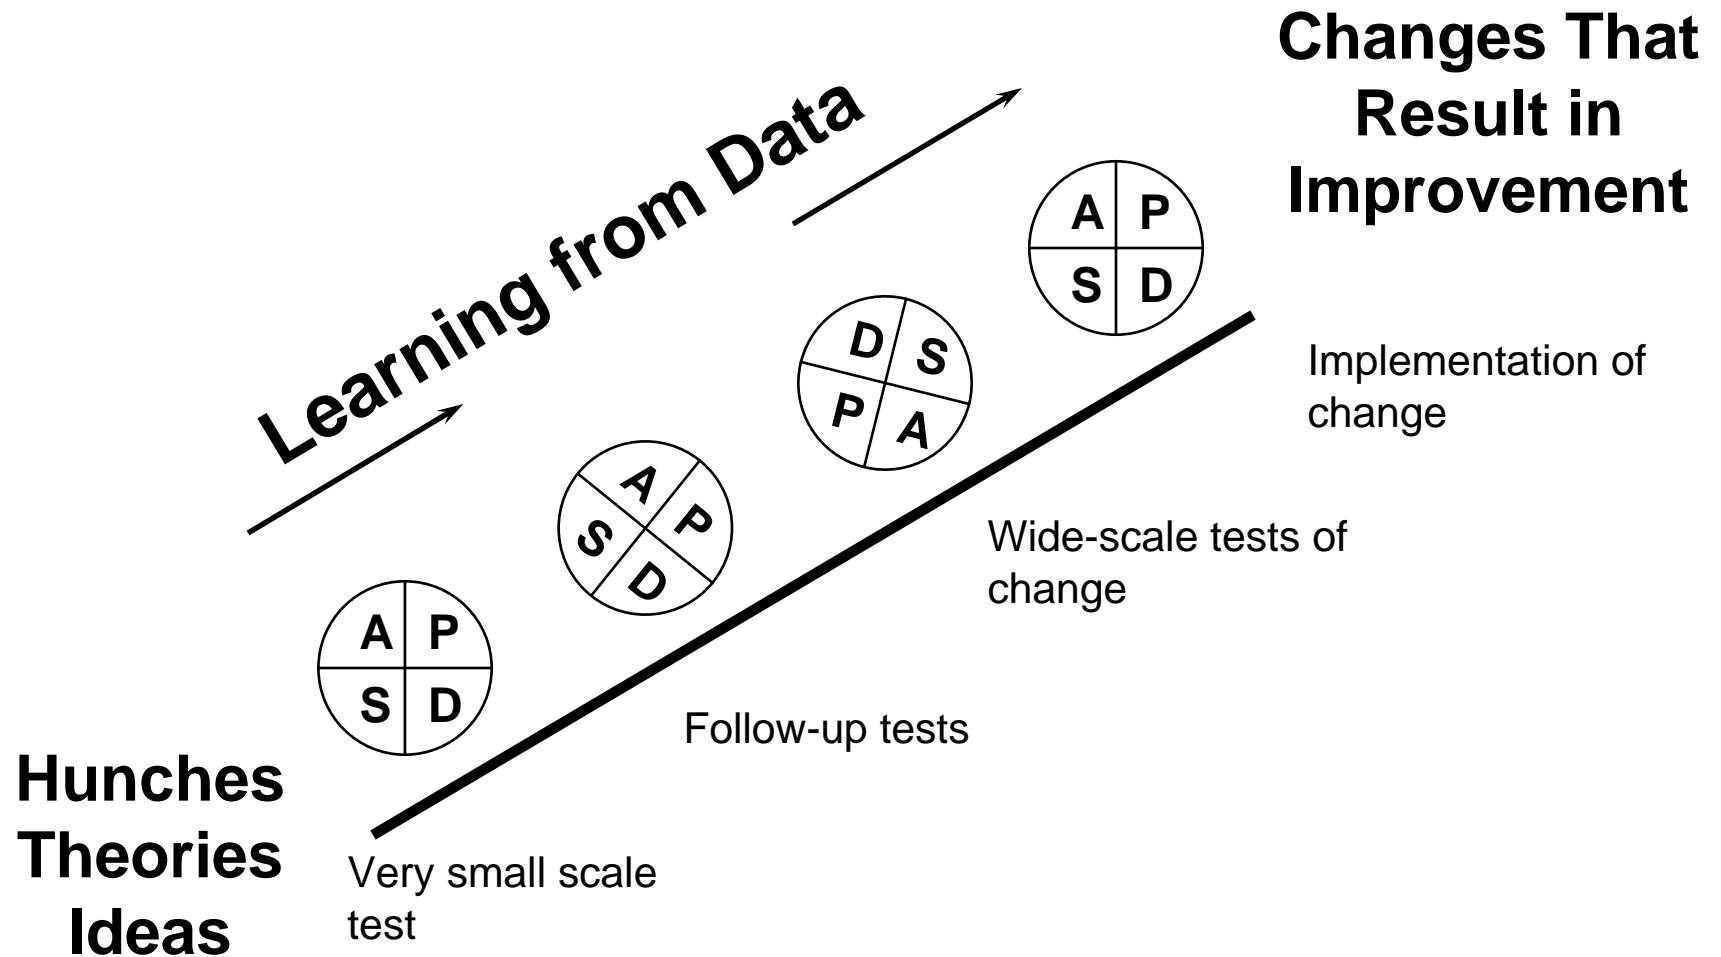 Changes That
Result in
Improvement
Learning from Data
A P
S D
D S
P A
A P
S D
A P
S D
Implementation of
change
Wide-scale tests of
change
Follow-up tests
Very small scale
test
Hunches
Theories
Ideas